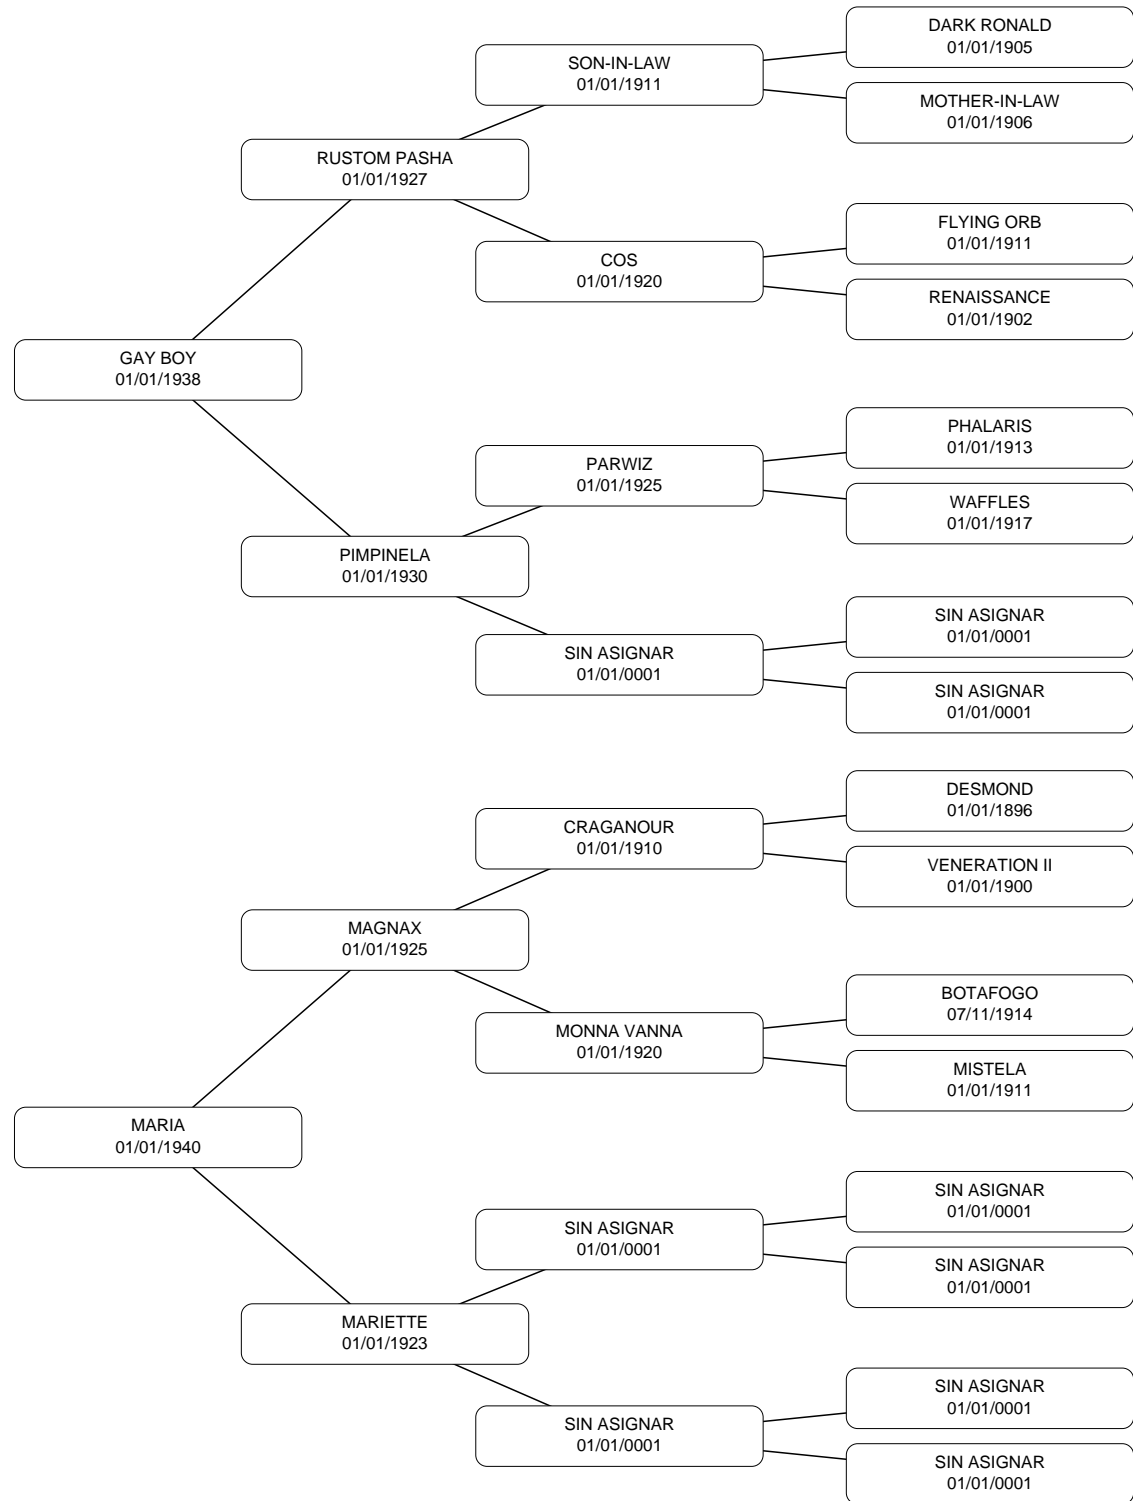 DARK RONALD
01/01/1905
SON-IN-LAW
01/01/1911
MOTHER-IN-LAW
01/01/1906
RUSTOM PASHA
01/01/1927
FLYING ORB
01/01/1911
COS
01/01/1920
RENAISSANCE
01/01/1902
GAY BOY
01/01/1938
PHALARIS
01/01/1913
PARWIZ
01/01/1925
WAFFLES
01/01/1917
PIMPINELA
01/01/1930
SIN ASIGNAR
01/01/0001
SIN ASIGNAR
01/01/0001
SIN ASIGNAR
01/01/0001
DESMOND
01/01/1896
CRAGANOUR
01/01/1910
VENERATION II
01/01/1900
MAGNAX
01/01/1925
BOTAFOGO
07/11/1914
MONNA VANNA
01/01/1920
MISTELA
01/01/1911
MARIA
01/01/1940
SIN ASIGNAR
01/01/0001
SIN ASIGNAR
01/01/0001
SIN ASIGNAR
01/01/0001
MARIETTE
01/01/1923
SIN ASIGNAR
01/01/0001
SIN ASIGNAR
01/01/0001
SIN ASIGNAR
01/01/0001